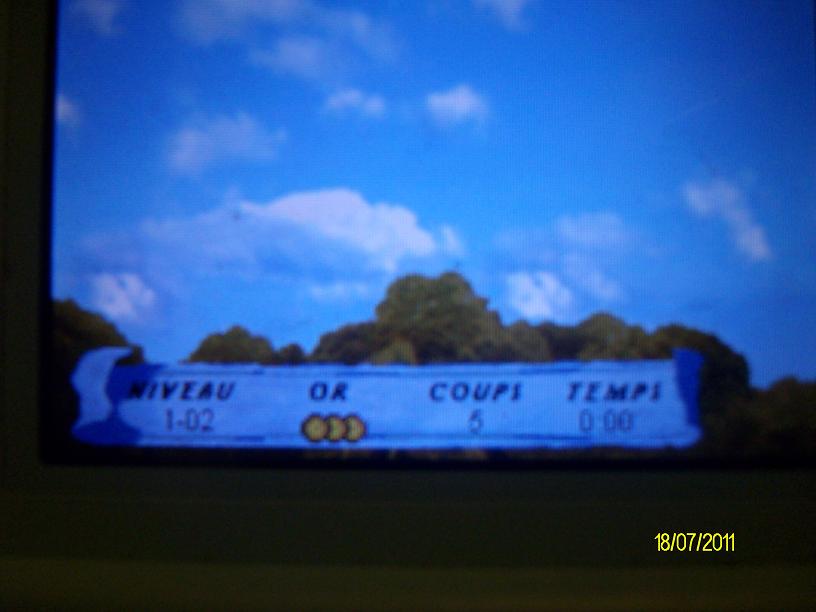 NIVEAU OR COUPS TEMPS
1-02 5 0:00
18/07/2011